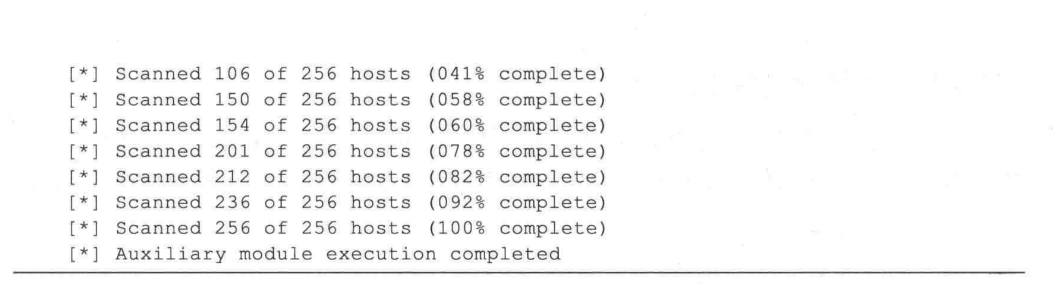 [*] Scanned 106 of 256 hosts (041% complete)
[*] Scanned 150 of 256 hosts (058% complete)
[*] Scanned 154 of 256 hosts (060% complete)
[*] Scanned 201 of 256 hosts (078% complete)
[*] Scanned 212 of 256 hosts (082% complete)
[*] Scanned 236 of 256 hosts (092% complete)
[*] Scanned 256 of 256 hosts (100% complete)
[*] Auxiliary module execution completed